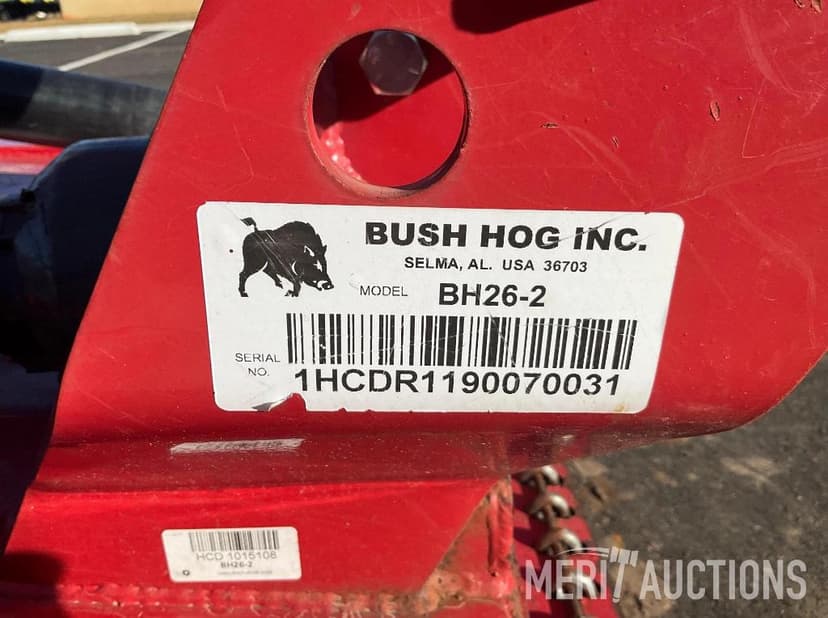 BUSH HOG INC.
SELMA, AL. USA 36703
MODEL BH26-2
SERIAL
NO.
1HCDR1190070031
HCD 1015108
BH26-2
MERIT AUCTIONS